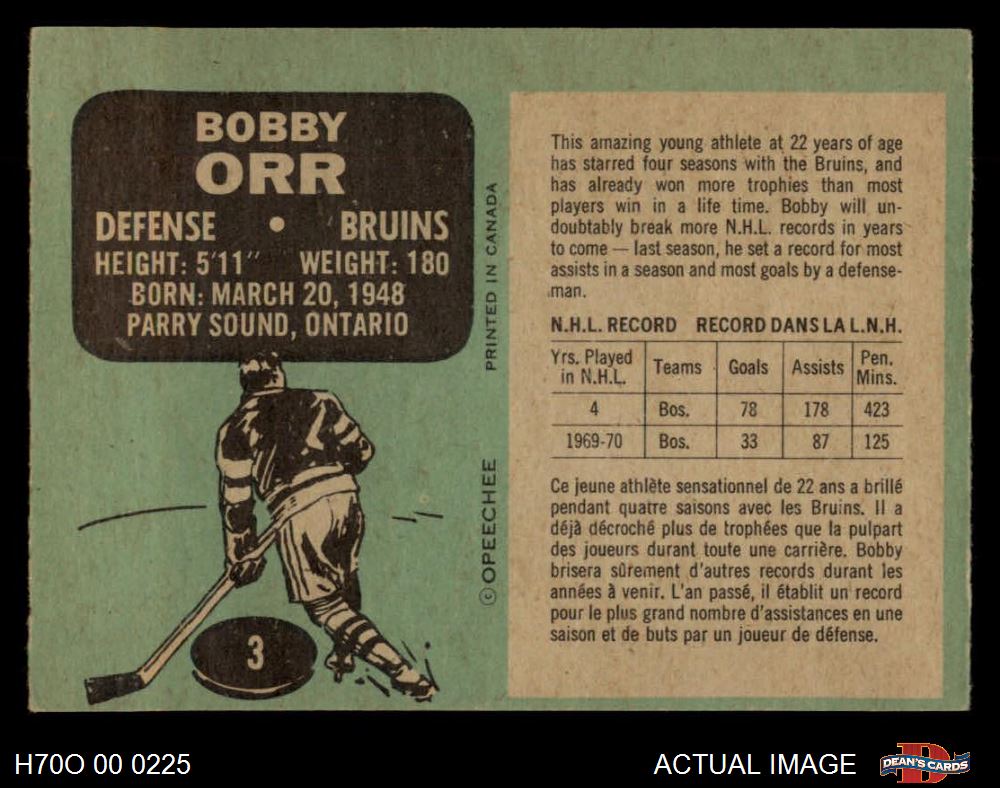 BOBBY
ORR
DEFENSE • BRUINS
HEIGHT: 5'11" WEIGHT: 180
BORN: MARCH 20, 1948
PARRY SOUND, ONTARIO
3
PRINTED IN CANADA
© OPEECHEE
This amazing young athlete at 22 years of age
has starred four seasons with the Bruins, and
has already won more trophies than most
players win in a life time. Bobby will un-
doubtably break more N.H.L. records in years
to come — last season, he set a record for most
assists in a season and most goals by a defense-
man.
N.H.L. RECORD RECORD DANS LA L.N.H.
Yrs. Played in N.H.L. Teams Goals Assists Pen. Mins.
4 Bos. 78 178 423
1969-70 Bos. 33 87 125
Ce jeune athlète sensationnel de 22 ans a brillé
pendant quatre saisons avec les Bruins. Il a
déjà décroché plus de trophées que la pulpart
des joueurs durant toute une carrière. Bobby
brisera sûrement d'autres records durant les
années à venir. L'an passé, il établit un record
pour le plus grand nombre d'assistances en une
saison et de buts par un joueur de défense.
H70O 00 0225
ACTUAL IMAGE
D
DEAN'S CARDS